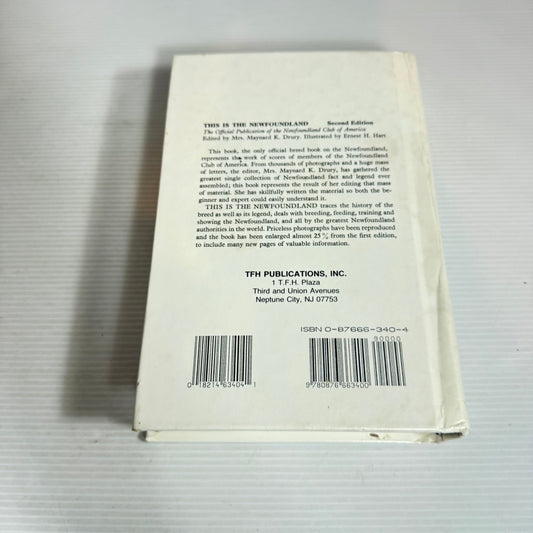 THIS IS THE NEWFOUNDLAND Second Edition
The Official Publication of the Newfoundland Club of America
Edited by Mrs. Maynard K. Drury. Illustrated by Ernest H. Hart
This book, the only official breed book on the Newfoundland,
represents the work of scores of members of the Newfoundland
Club of America. From thousands of photographs and a huge mass
of letters, the editor, Mrs. Maynard K. Drury, has gathered the
greatest single collection of Newfoundland fact and legend ever
assembled; this book represents the result of her editing that mass
of material. She has skilfully written the material so both the be-
ginner and expert could easily understand it.
THIS IS THE NEWFOUNDLAND traces the history of the
breed as well as its legend, deals with breeding, feeding, training and
showing the Newfoundland, and all by the greatest Newfoundland
authorities in the world. Priceless photographs have been reproduced
and the book has been enlarged almost 25% from the first edition,
to include many new pages of valuable information.
TFH PUBLICATIONS, INC.
1 T.F.H. Plaza
Third and Union Avenues
Neptune City, NJ 07753
ISBN 0-87666-340-4
90000
0 18214 63404 1
9 780876 663400